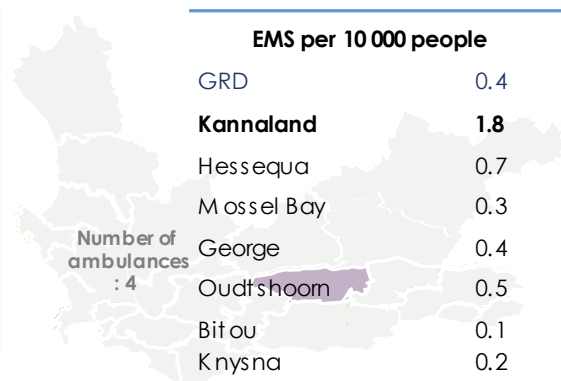 EMS per 10 000 people
GRD 0.4
Kannaland 1.8
Hessequa 0.7
Mossel Bay 0.3
Number of
ambulances
: 4
George 0.4
Oudtshoorn 0.5
Bitou 0.1
Knysna 0.2